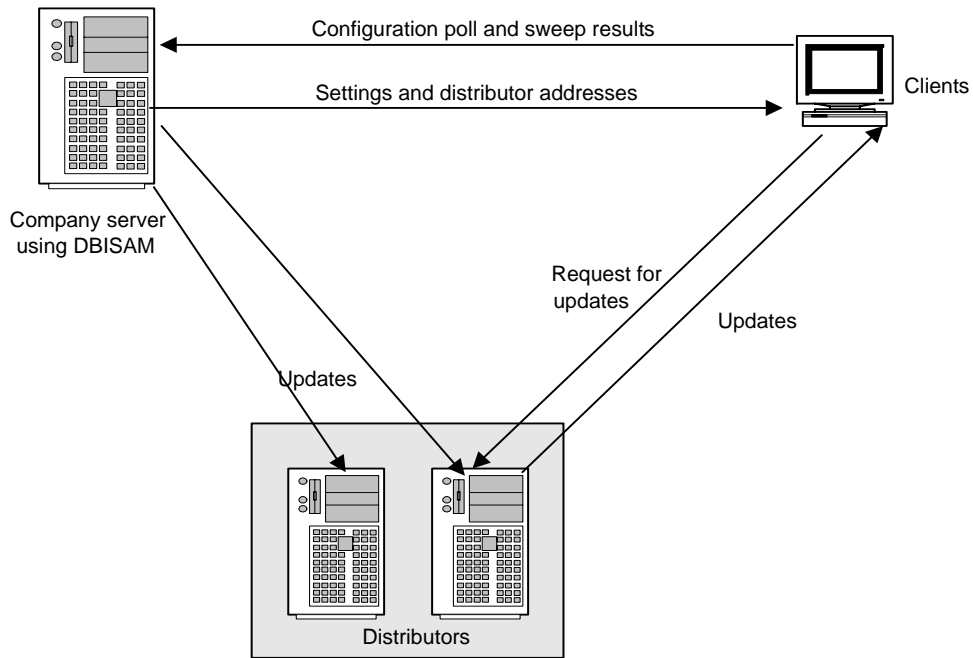 Configuration poll and sweep results
Settings and distributor addresses
Clients
Company server
using DBISAM
Request for
updates
Updates
Updates
Distributors